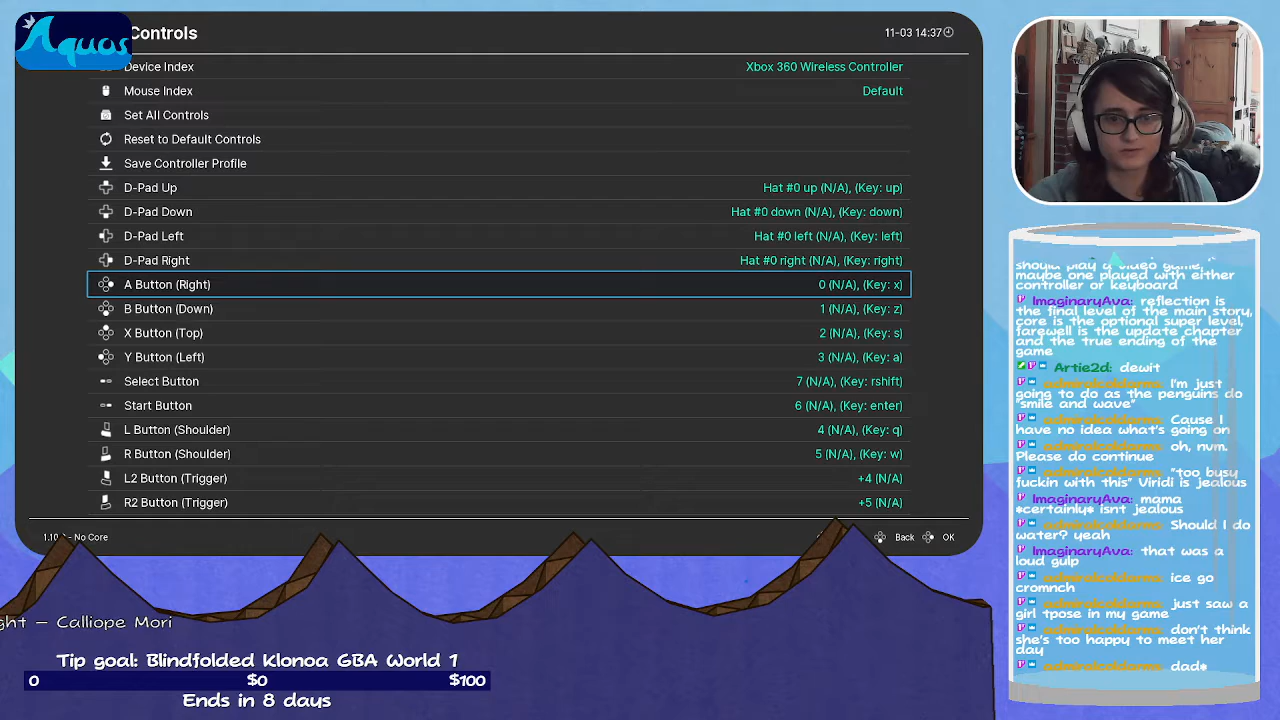 Aquos
Controls
11-03 14:37
Device Index Xbox 360 Wireless Controller
Mouse Index Default
Set All Controls
Reset to Default Controls
Save Controller Profile
D-Pad Up Hat #0 up (N/A), (Key: up)
D-Pad Down Hat #0 down (N/A), (Key: down)
D-Pad Left Hat #0 left (N/A), (Key: left)
D-Pad Right Hat #0 right (N/A), (Key: right)
A Button (Right) 0 (N/A), (Key: x)
B Button (Down) 1 (N/A), (Key: z)
X Button (Top) 2 (N/A), (Key: s)
Y Button (Left) 3 (N/A), (Key: a)
Select Button 7 (N/A), (Key: rshift)
Start Button 6 (N/A), (Key: enter)
L Button (Shoulder) 4 (N/A), (Key: q)
R Button (Shoulder) 5 (N/A), (Key: w)
L2 Button (Trigger) +4 (N/A)
R2 Button (Trigger) +5 (N/A)
- No Core
Back OK
ght – Calliope Mori
Tip goal: Blindfolded Klonoa GBA World 1
0 $0 $100
Ends in 8 days
should play a video game,
maybe one played with either
controller or keyboard
ImaginaryAva: reflection is
the final level of the main story,
core is the optional super level,
farewell is the update chapter
and the true ending of the
game
Artie2d: dewit
I'm just
going to do as the penguins do
"smile and wave"
Cause I
have no idea what's going on
oh, nvm.
Please do continue
"too busy
fuckin with this" Viridi is jealous
ImaginaryAva: mama
*certainly* isnt jealous
Should I do
water? yeah
ImaginaryAva: that was a
loud gulp
ice go
cromnch
just saw a
girl tpose in my game
don't think
she's too happy to meet her
day
dad*